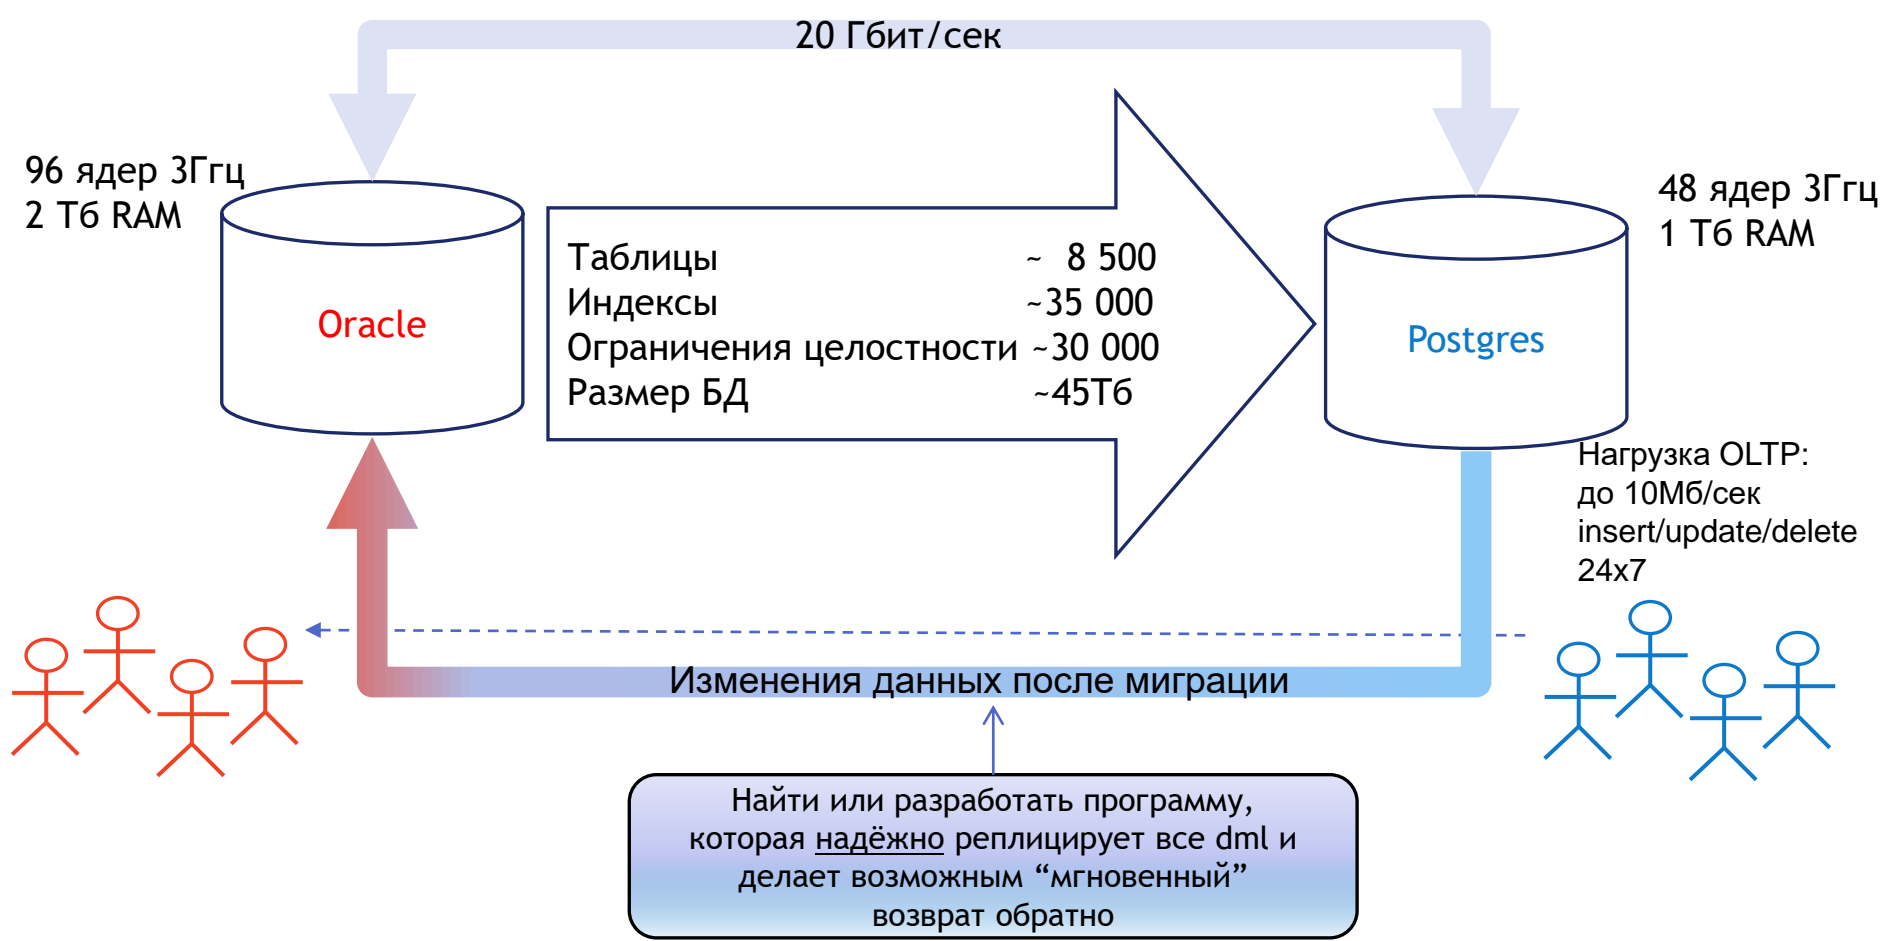 20 Гбит/сек
96 ядер 3Ггц
2 Тб RAM
48 ядер 3Ггц
1 Тб RAM
Oracle
Таблицы ~ 8 500
Индексы ~35 000
Ограничения целостности ~30 000
Размер БД ~45Тб
Postgres
Нагрузка OLTP:
до 10Мб/сек
insert/update/delete
24x7
Изменения данных после миграции
Найти или разработать программу,
которая надёжно реплицирует все dml и
делает возможным “мгновенный”
возврат обратно